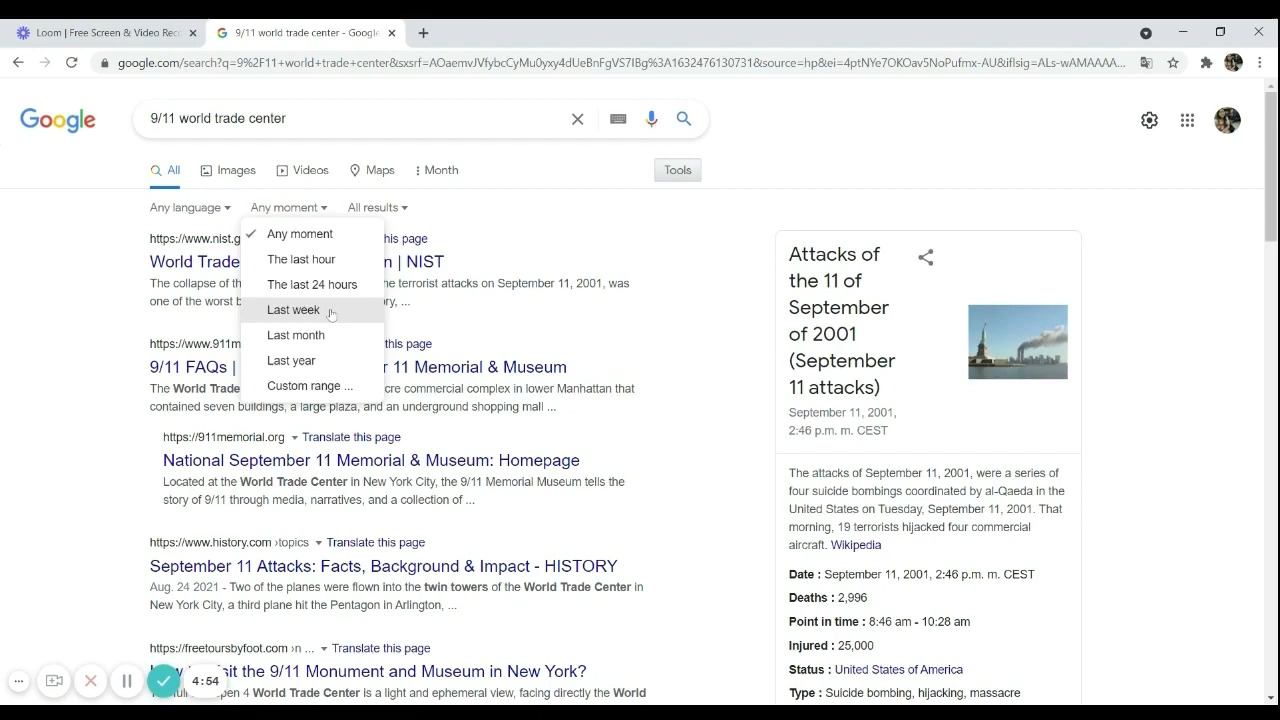 Loom | Free Screen & Video Rec
9/11 world trade center - Google
google.com/search?q=9%2F11+world+trade+center&sxsrf=AOaemvJVfybcCyMu0yxy4dUeBnFgVS7IBg%3A1632476130731&source=hp&ei=4ptNYe7OKOav5NoPufmx-AU&iflsig=ALs-wAMAAAA...
Google
9/11 world trade center
All
Images
Videos
Maps
Month
Tools
Any language
Any moment
All results
Any moment
The last hour
The last 24 hours
Last week
Last month
Last year
Custom range ...
https://www.nist.g
his page
World Trade
n | NIST
The collapse of th
he terrorist attacks on September 11, 2001, was
one of the worst b
ry, ...
https://www.911m
this page
9/11 FAQs |
r 11 Memorial & Museum
The World Trade C
cre commercial complex in lower Manhattan that
contained seven buildings, a large plaza, and an underground shopping mall ...
https://911memorial.org
Translate this page
National September 11 Memorial & Museum: Homepage
Located at the World Trade Center in New York City, the 9/11 Memorial Museum tells the
story of 9/11 through media, narratives, and a collection of ...
https://www.history.com ›topics
Translate this page
September 11 Attacks: Facts, Background & Impact - HISTORY
Aug. 24 2021 - Two of the planes were flown into the twin towers of the World Trade Center in
New York City, a third plane hit the Pentagon in Arlington, ...
https://freetoursbyfoot.com ›n ...
Translate this page
isit the 9/11 Monument and Museum in New York?
pen 4 World Trade Center is a light and ephemeral view, facing directly the World
4:54
Attacks of
the 11 of
September
of 2001
(September
11 attacks)
September 11, 2001,
2:46 p.m. m. CEST
The attacks of September 11, 2001, were a series of
four suicide bombings coordinated by al-Qaeda in the
United States on Tuesday, September 11, 2001. That
morning, 19 terrorists hijacked four commercial
aircraft. Wikipedia
Date : September 11, 2001, 2:46 p.m. m. CEST
Deaths : 2,996
Point in time : 8:46 am - 10:28 am
Injured : 25,000
Status : United States of America
Type : Suicide bombing, hijacking, massacre